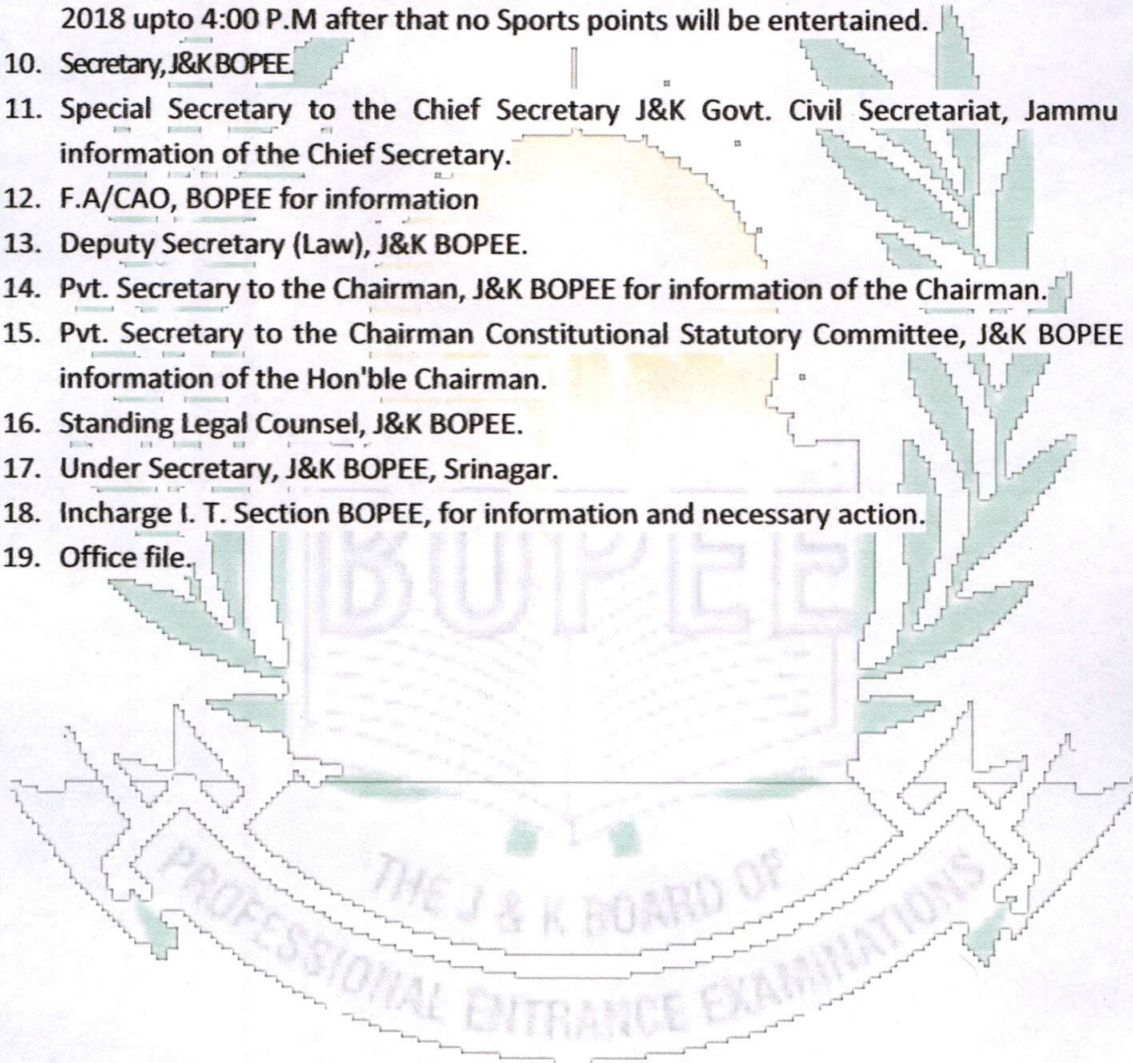 2018 upto 4:00 P.M after that no Sports points will be entertained.
10. Secretary, J&K BOPEE.
11. Special Secretary to the Chief Secretary J&K Govt. Civil Secretariat, Jammu
information of the Chief Secretary.
12. F.A/CAO, BOPEE for information
13. Deputy Secretary (Law), J&K BOPEE.
14. Pvt. Secretary to the Chairman, J&K BOPEE for information of the Chairman.
15. Pvt. Secretary to the Chairman Constitutional Statutory Committee, J&K BOPEE
information of the Hon'ble Chairman.
16. Standing Legal Counsel, J&K BOPEE.
17. Under Secretary, J&K BOPEE, Srinagar.
18. Incharge I. T. Section BOPEE, for information and necessary action.
19. Office file.
BOPEE
THE J & K BOARD OF
PROFESSIONAL ENTRANCE EXAMINATIONS